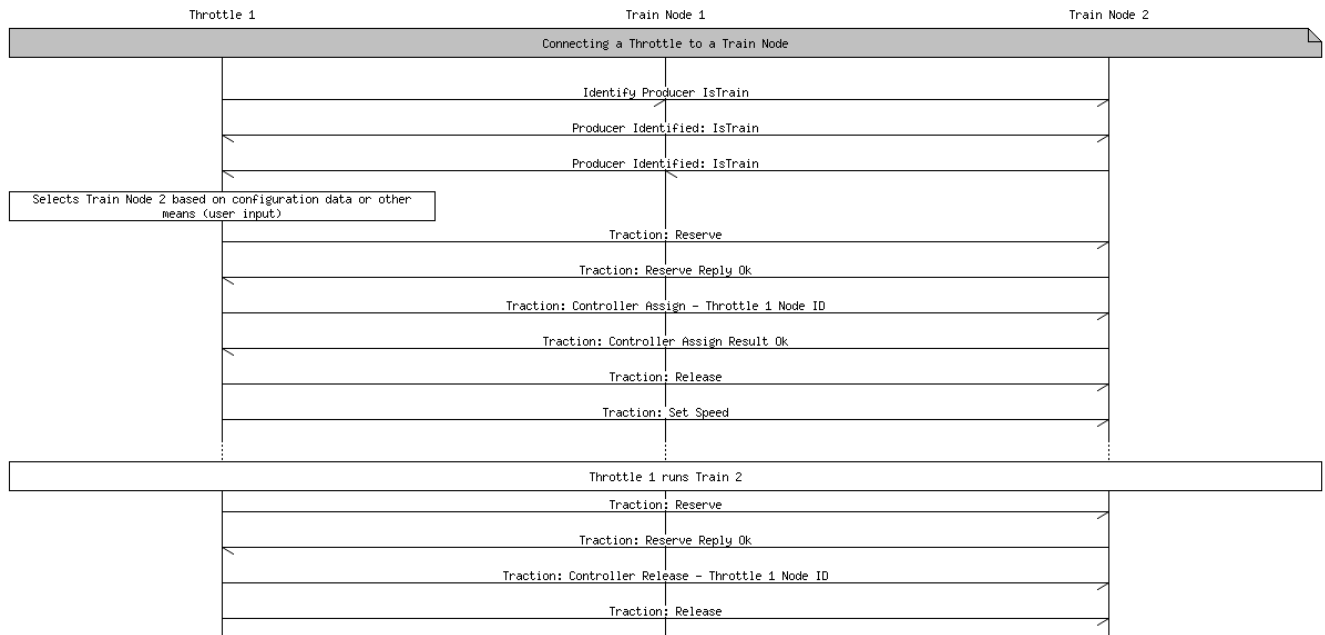 Throttle 1
Train Node 1
Train Node 2
Connecting a Throttle to a Train Node
Identify Producer IsTrain
Producer Identified: IsTrain
Producer Identified: IsTrain
Selects Train Node 2 based on configuration data or other
means (user input)
Traction: Reserve
Traction: Reserve Reply Ok
Traction: Controller Assign - Throttle 1 Node ID
Traction: Controller Assign Result Ok
Traction: Release
Traction: Set Speed
Throttle 1 runs Train 2
Traction: Reserve
Traction: Reserve Reply Ok
Traction: Controller Release - Throttle 1 Node ID
Traction: Release